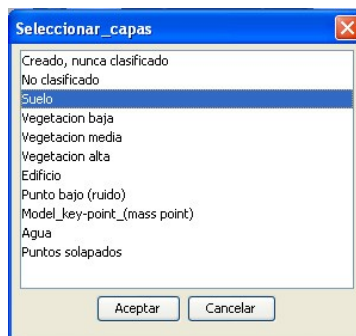 Seleccionar_capas
Creado, nunca clasificado
No clasificado
Suelo
Vegetacion baja
Vegetacion media
Vegetacion alta
Edificio
Punto bajo (ruido)
Model_key-point_(mass point)
Agua
Puntos solapados
Aceptar Cancelar